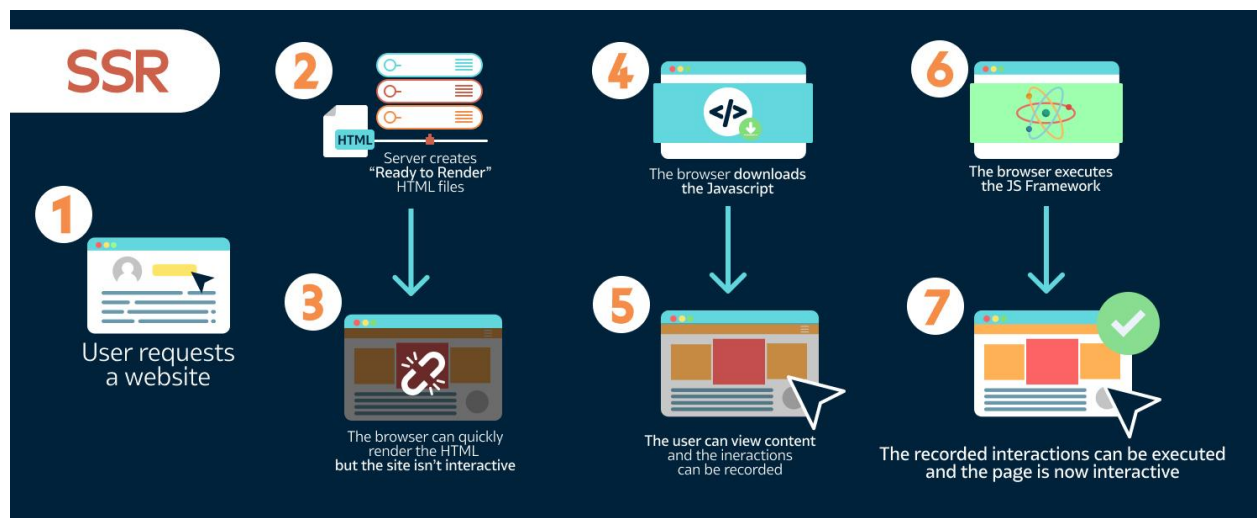 SSR
1
User requests
a website
2
HTML
Server creates
“Ready to Render”
HTML files
3
The browser can quickly
render the HTML
but the site isn’t interactive
4
</>
The browser downloads
the Javascript
5
The user can view content
and the ineractions
can be recorded
6
The browser executes
the JS Framework
7
The recorded interactions can be executed
and the page is now interactive